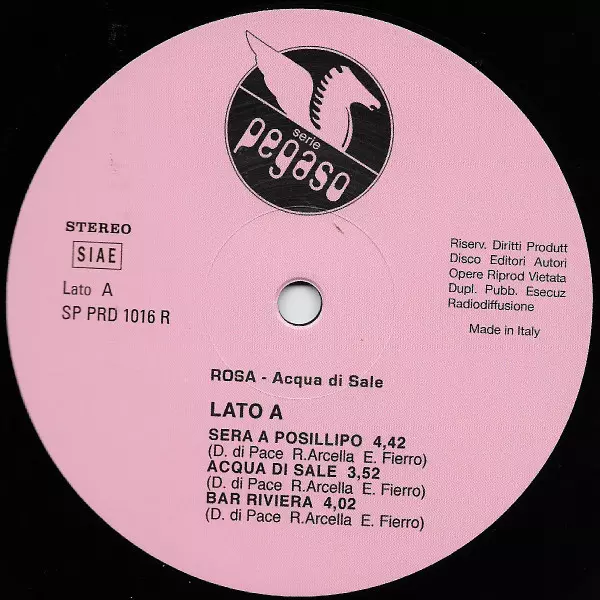 serie
pegaso
STEREO
SIAE
Lato A
SP PRD 1016 R
Riserv. Diritti Produtt
Disco Editori Autori
Opere Riprod Vietata
Dupl. Pubb. Esecuz
Radiodiffusione
Made in Italy
ROSA - Acqua di Sale
LATO A
SERA A POSILLIPO 4,42
(D. di Pace R.Arcella E. Fierro)
ACQUA DI SALE 3,52
(D. di Pace R.Arcella E. Fierro)
BAR RIVIERA 4,02
(D. di Pace R.Arcella E. Fierro)